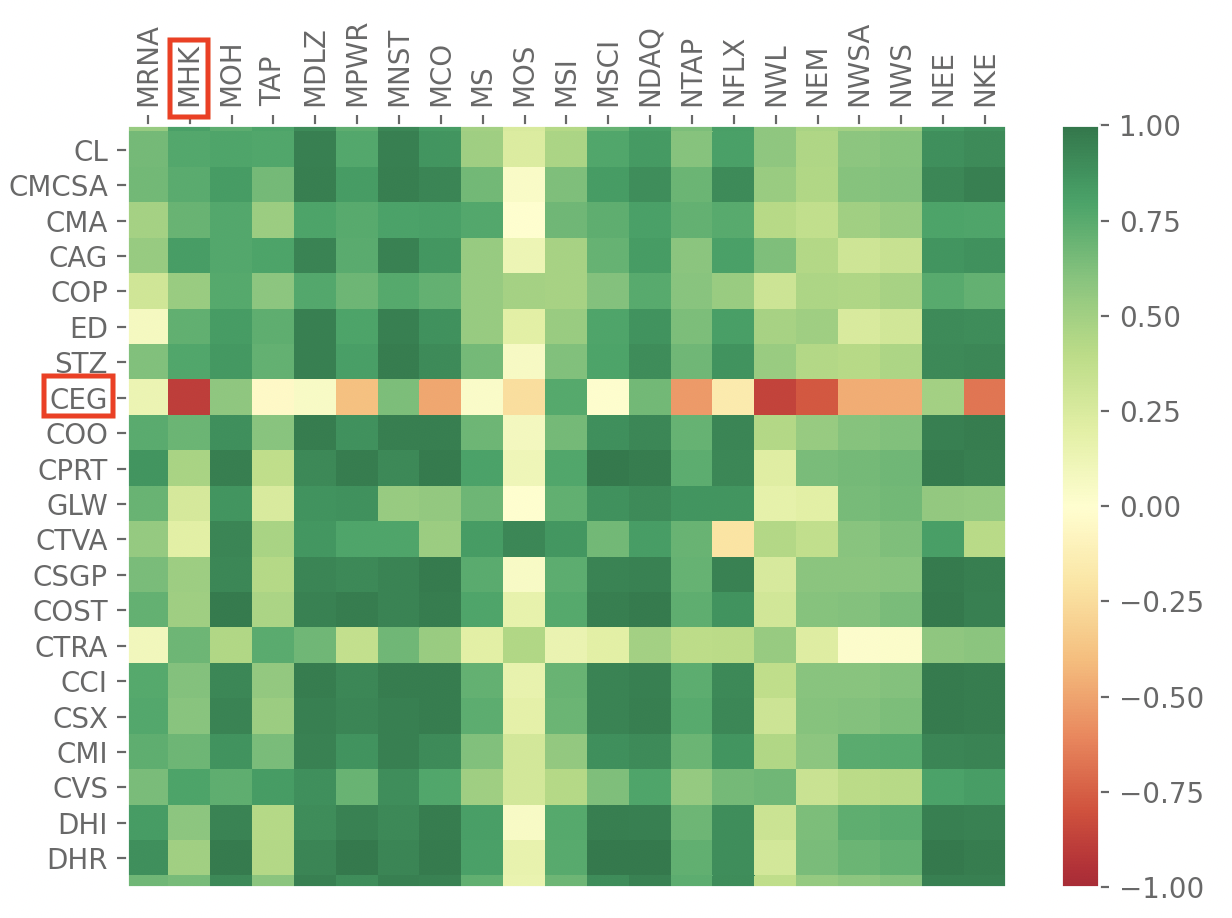 MRNA MHK MOH TAP MDLZ MPWR MNST MCO MS MOS MSI MSCI NDAQ NTAP NFLX NWL NEM NWSA NWS NEE NKE
CL
CMCSA
CMA
CAG
COP
ED
STZ
CEG
COO
CPRT
GLW
CTVA
CSGP
COST
CTRA
CCI
CSX
CMI
CVS
DHI
DHR
1.00
0.75
0.50
0.25
0.00
−0.25
−0.50
−0.75
−1.00